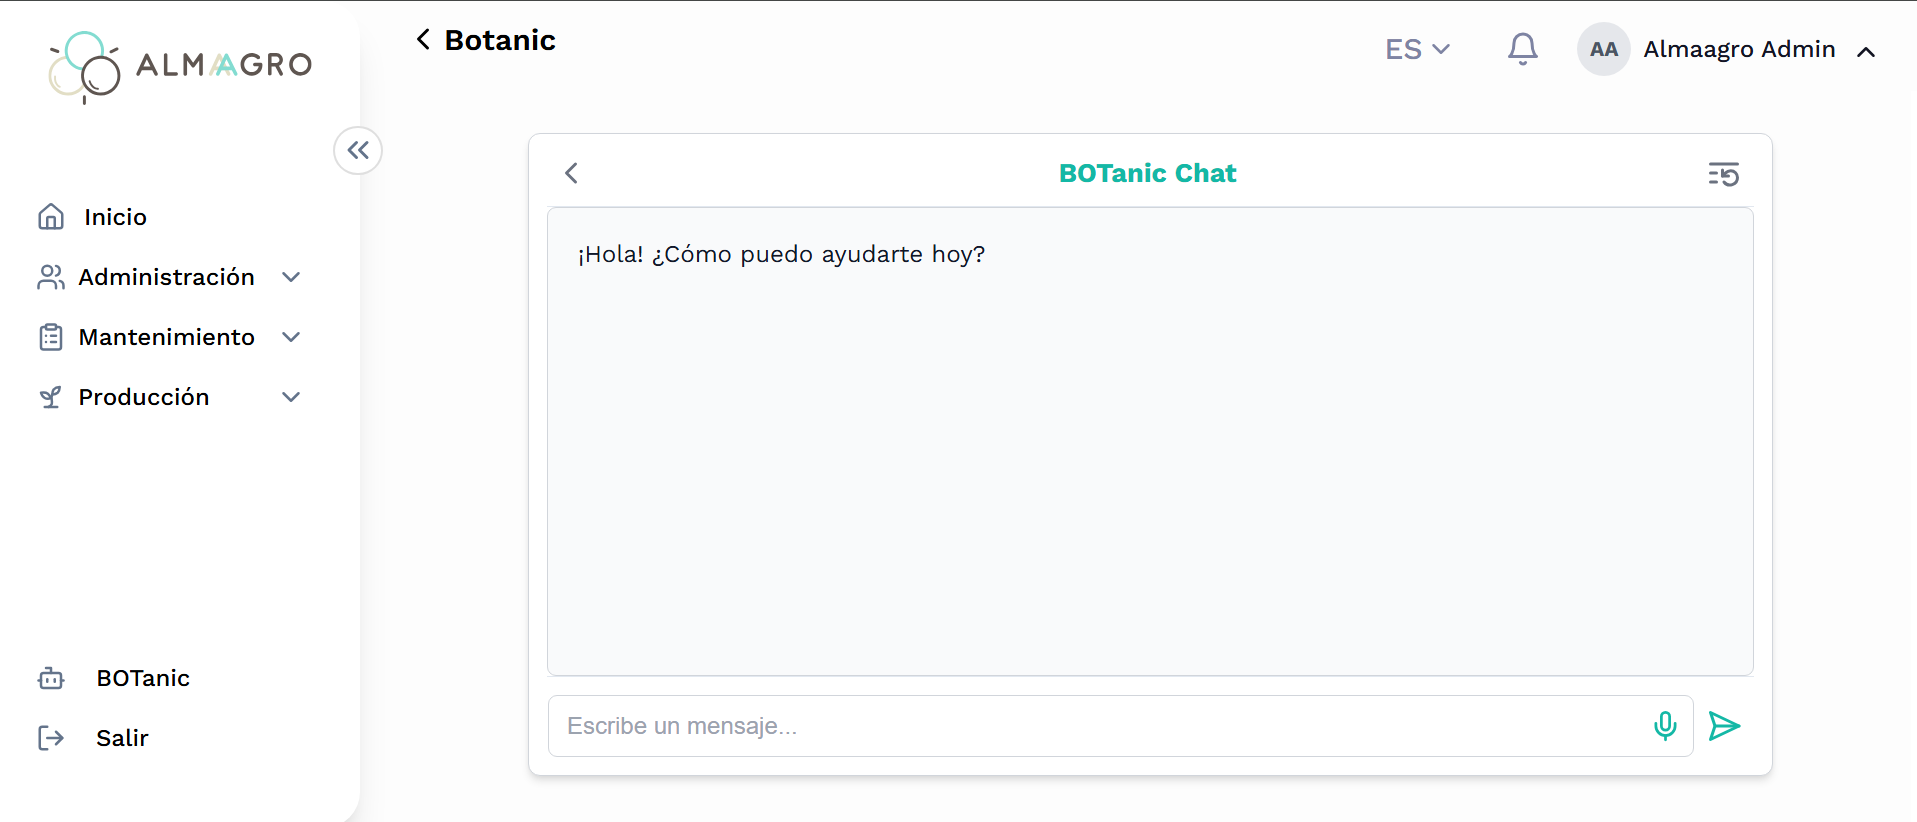 ALMAAGRO
Botanic
ES
AA
Almaagro Admin
Inicio
Administración
Mantenimiento
Producción
BOTanic
Salir
BOTanic Chat
¡Hola! ¿Cómo puedo ayudarte hoy?
Escribe un mensaje...